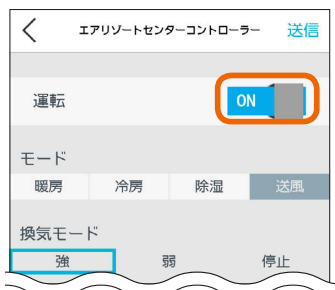 エアリゾートセンターコントローラー 送信
運転 ON
モード
暖房 冷房 除湿 送風
換気モード
強 弱 停止